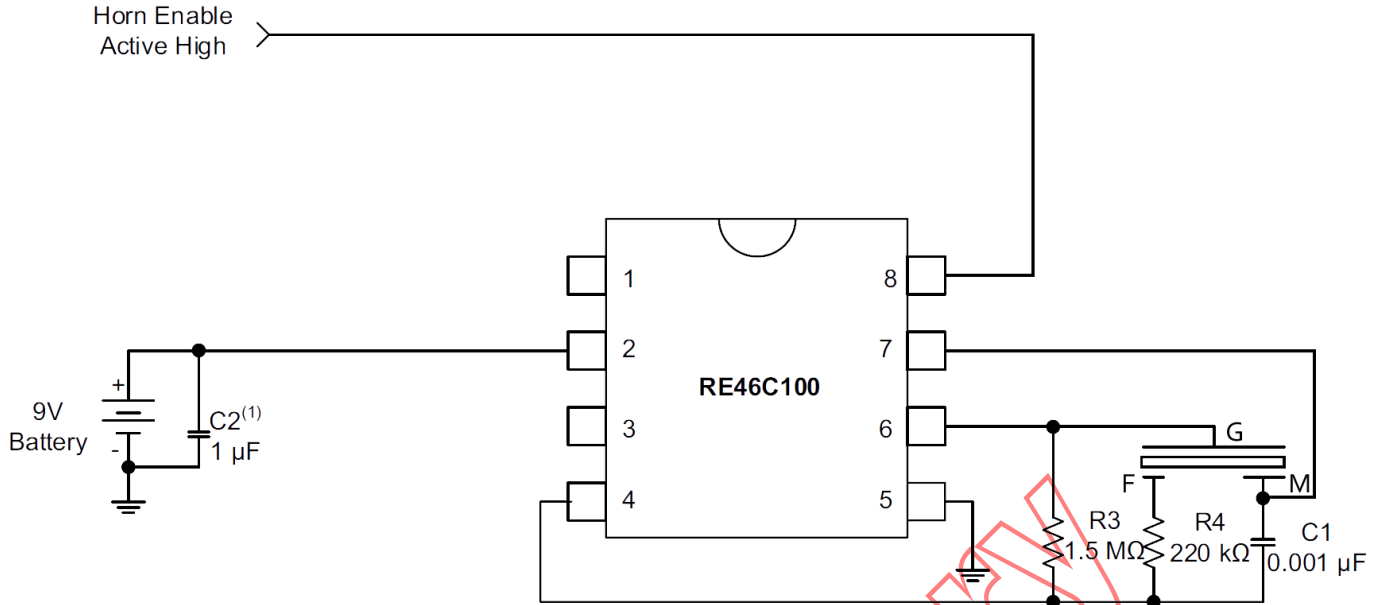 Horn Enable
Active High
1
8
2
7
RE46C100
3
6
4
5
9V
Battery
+
-
C2(1)
1 µF
G
F
M
R3
1.5 MΩ
R4
220 kΩ
C1
0.001 µF